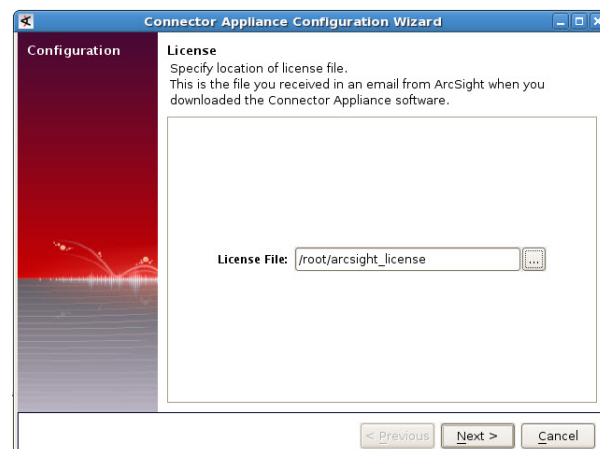 Connector Appliance Configuration Wizard
Configuration
License
Specify location of license file.
This is the file you received in an email from ArcSight when you
downloaded the Connector Appliance software.
License File: /root/arcsight_license ...
< Previous Next > Cancel